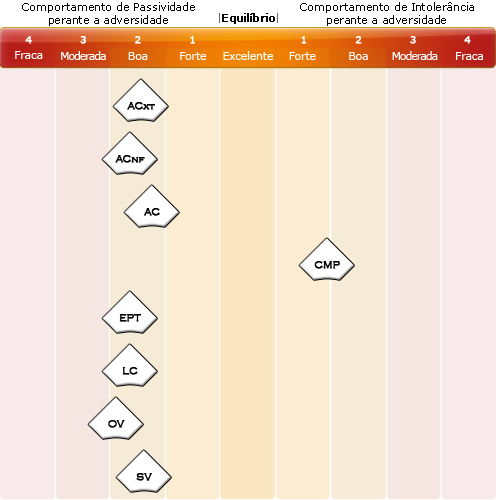 Comportamento de Passividade
perante a adversidade
|Equilíbrio|
Comportamento de Intolerância
perante a adversidade
4 3 2 1 1 2 3 4
Fraca Moderada Boa Forte Excelente Forte Boa Moderada Fraca
ACXT
ACNF
AC
CMP
EPT
LC
OV
SV